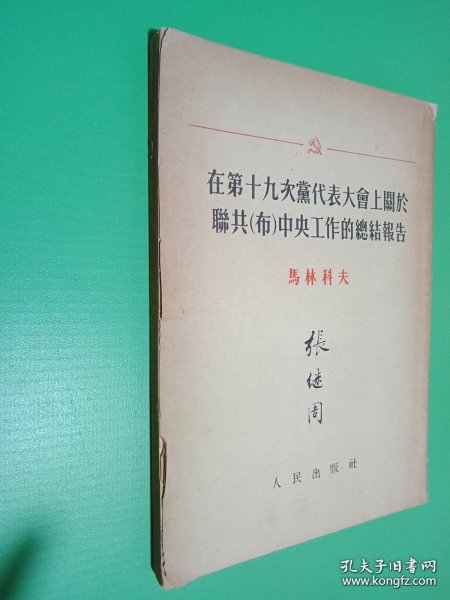 在第十九次黨代表大會上關於
聯共(布)中央工作的總結報告
馬林科夫
張
继
周
人民出版社
孔夫子旧书网
www.kongfz.com